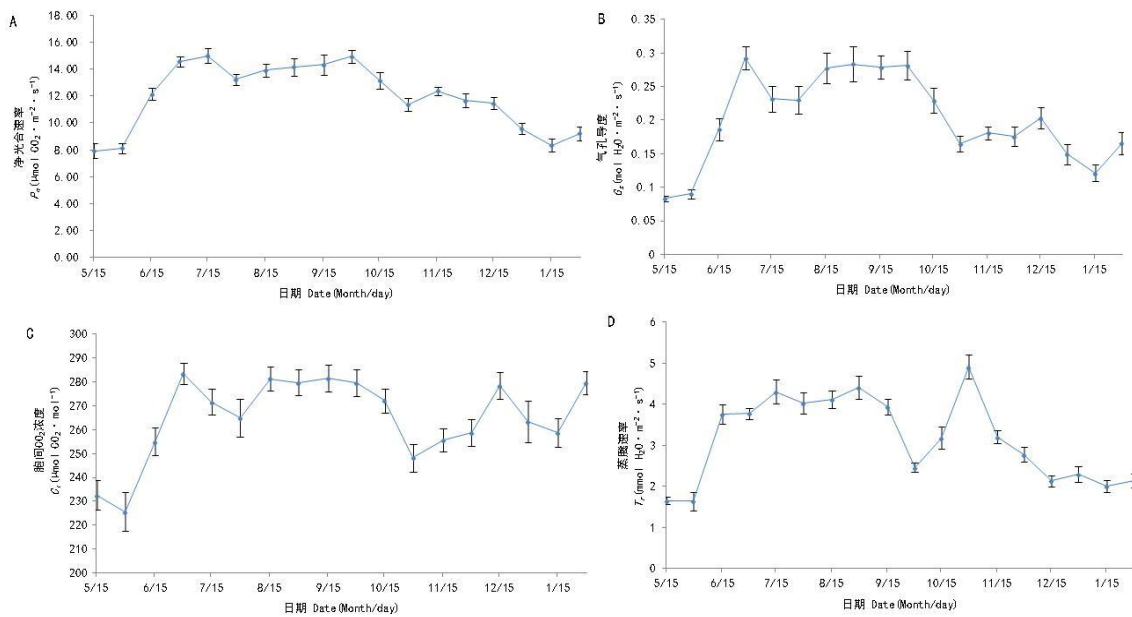 A
18.00
16.00
14.00
12.00
10.00
8.00
6.00
4.00
2.00
0.00
净光合速率
Pn(μmol CO₂·m⁻²·s⁻¹)
5/15 6/15 7/15 8/15 9/15 10/15 11/15 12/15 1/15
日期 Date(Month/day)
B
0.35
0.3
0.25
0.2
0.15
0.1
0.05
0
气孔导度
Gs(mol H₂O·m⁻²·s⁻¹)
5/15 6/15 7/15 8/15 9/15 10/15 11/15 12/15 1/15
日期 Date(Month/day)
C
300
290
280
270
260
250
240
230
220
210
200
胞间CO₂浓度
Ci(μmol CO₂·mol⁻¹)
5/15 6/15 7/15 8/15 9/15 10/15 11/15 12/15 1/15
日期 Date(Month/day)
D
6
5
4
3
2
1
0
蒸腾速率
Tr(mmol H₂O·m⁻²·s⁻¹)
5/15 6/15 7/15 8/15 9/15 10/15 11/15 12/15 1/15
日期 Date(Month/day)